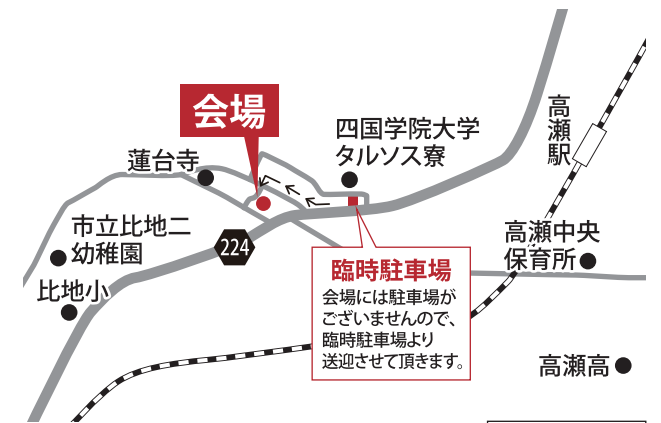 会場
四国学院大学
タルソス寮
高瀬駅
蓮台寺
市立比地二
幼稚園
224
高瀬中央
保育所
比地小
臨時駐車場
会場には駐車場が
ございませんので、
臨時駐車場より
送迎させて頂きます。
高瀬高